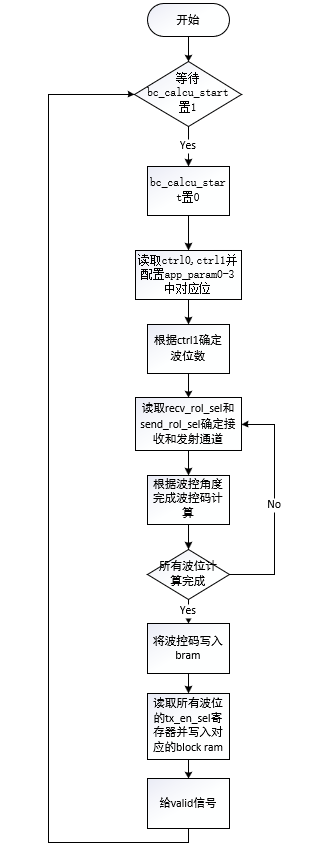 开始
等待
bc_calcu_start
置1
Yes
bc_calcu_star
t置0
读取ctrl0,ctrl1并
配置app_param0-3
中对应位
根据ctrl1确定
波位数
读取recv_rol_sel和
send_rol_sel确定接
收和发射通道
根据波控角度
完成波控码计
算
No
所有波位计
算完成
Yes
将波控码写入
bram
读取所有波位
的tx_en_sel寄
存器并写入对
应的block ram
给valid信号